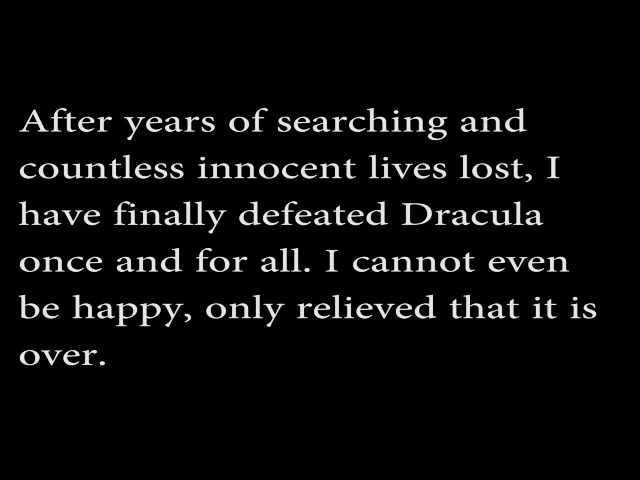 After years of searching and
countless innocent lives lost, I
have finally defeated Dracula
once and for all. I cannot even
be happy, only relieved that it is
over.